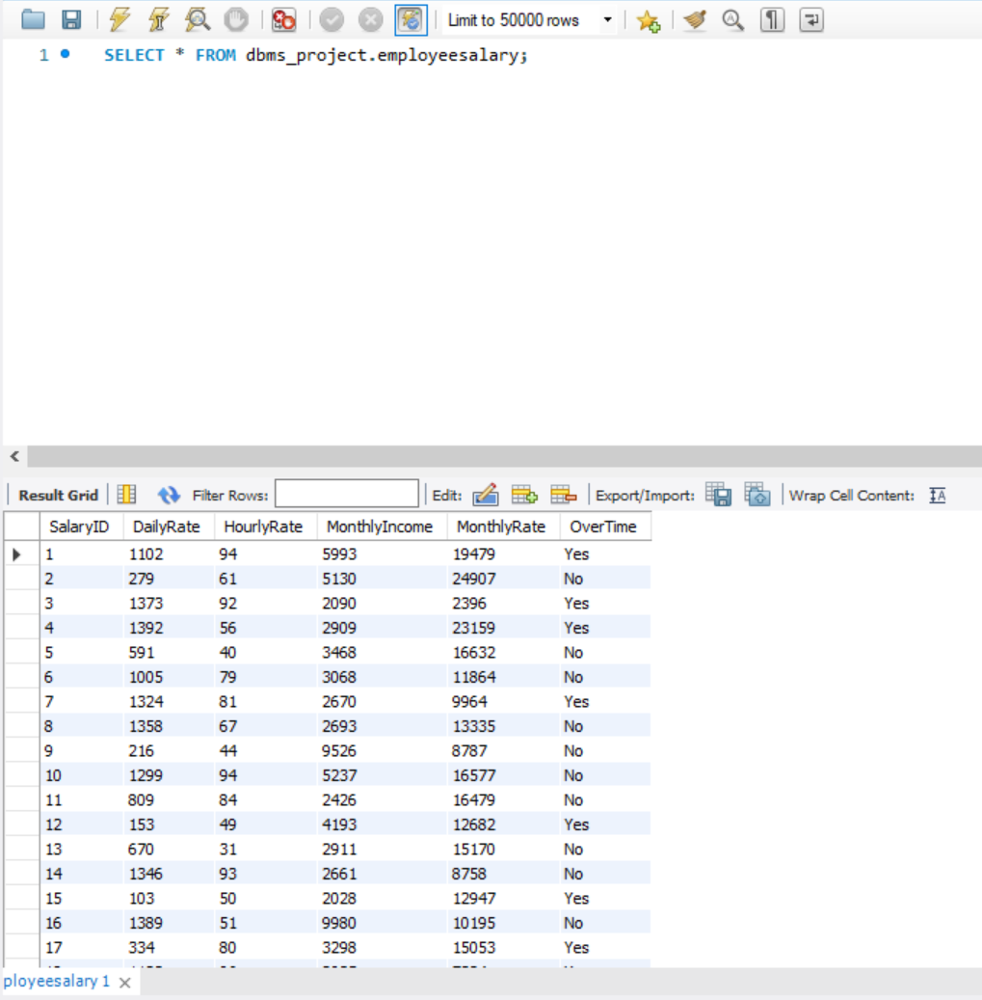 Limit to 50000 rows
1 SELECT * FROM dbms_project.employeesalary;
Result Grid Filter Rows: Edit: Export/Import: Wrap Cell Content:
SalaryID DailyRate HourlyRate MonthlyIncome MonthlyRate OverTime
1 1102 94 5993 19479 Yes
2 279 61 5130 24907 No
3 1373 92 2090 2396 Yes
4 1392 56 2909 23159 Yes
5 591 40 3468 16632 No
6 1005 79 3068 11864 No
7 1324 81 2670 9964 Yes
8 1358 67 2693 13335 No
9 216 44 9526 8787 No
10 1299 94 5237 16577 No
11 809 84 2426 16479 No
12 153 49 4193 12682 Yes
13 670 31 2911 15170 No
14 1346 93 2661 8758 No
15 103 50 2028 12947 Yes
16 1389 51 9980 10195 No
17 334 80 3298 15053 Yes
ployeesalary 1